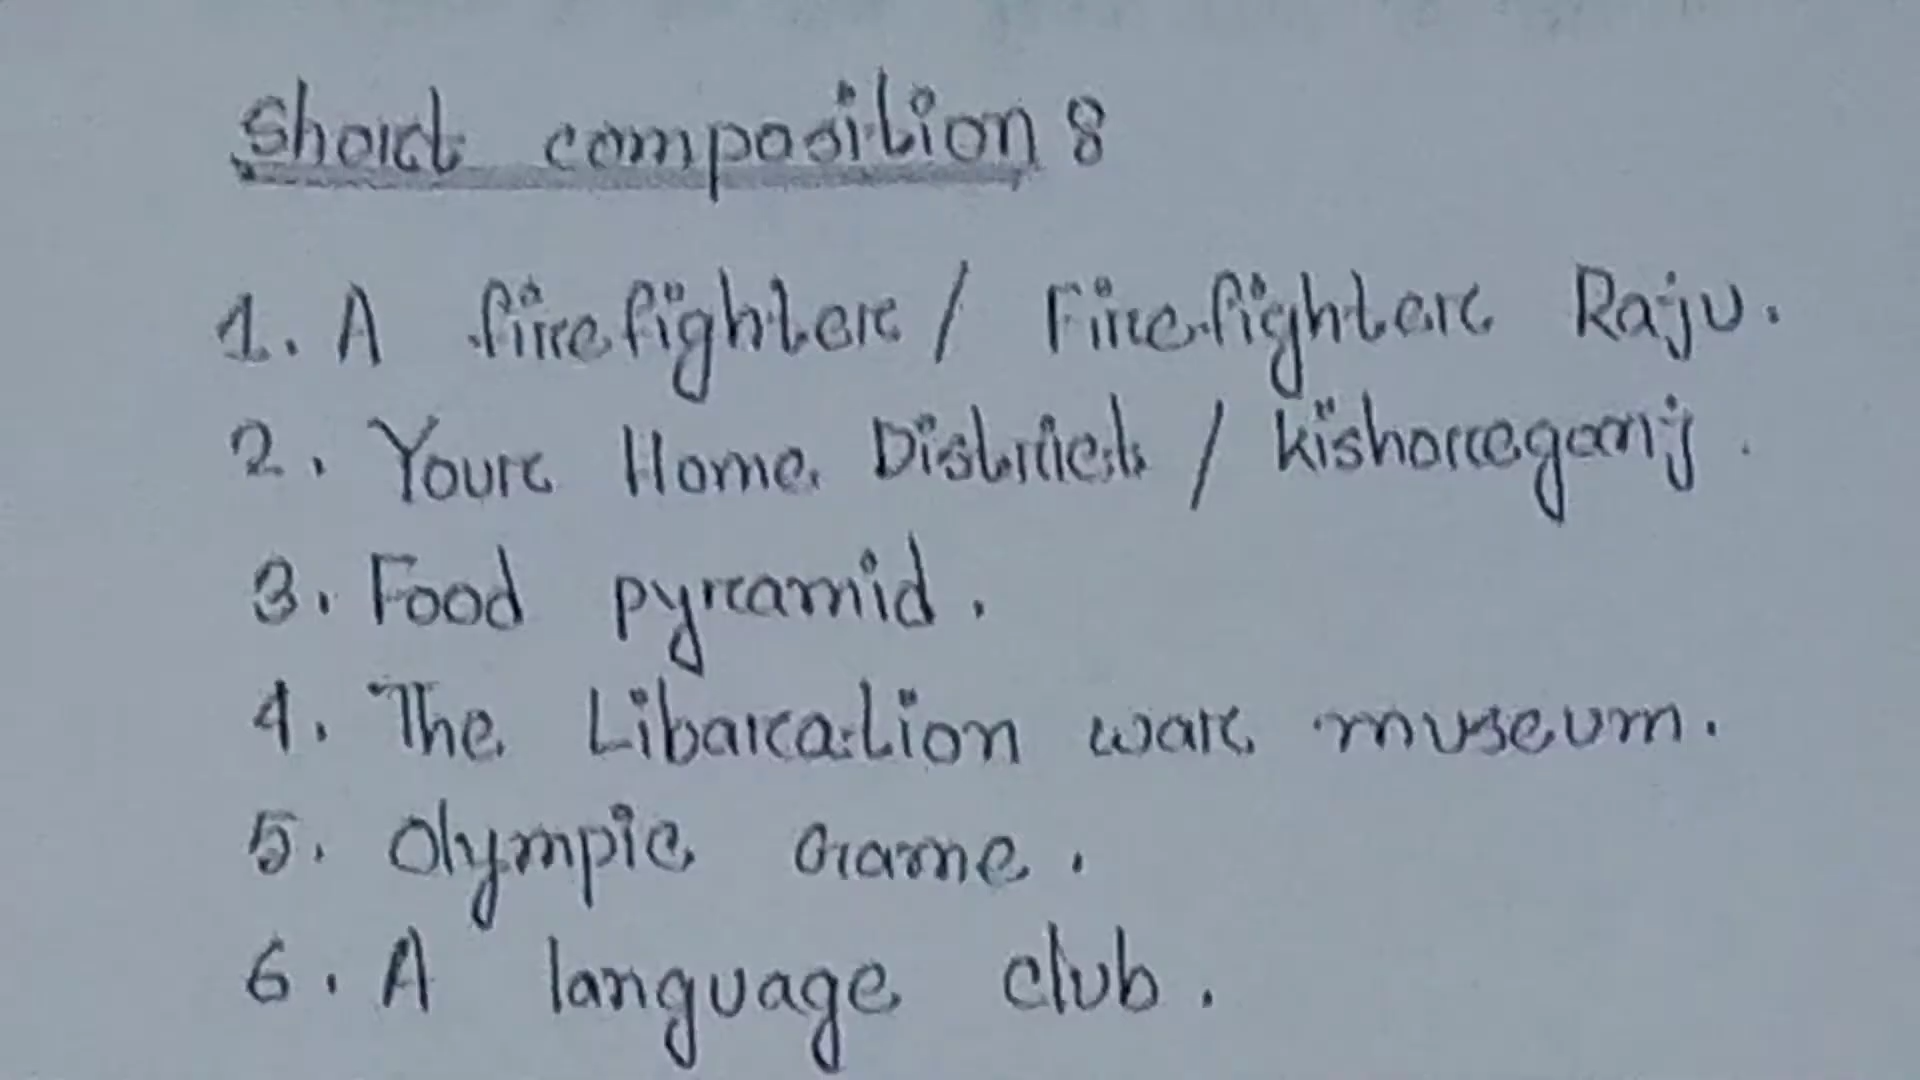 Short composition 8
1. A firefighter / Firefighter Raju.
2. Your Home District / Kishoreganj.
3. Food pyramid.
4. The Libaration war museum.
5. Olympic Game.
6. A language club.